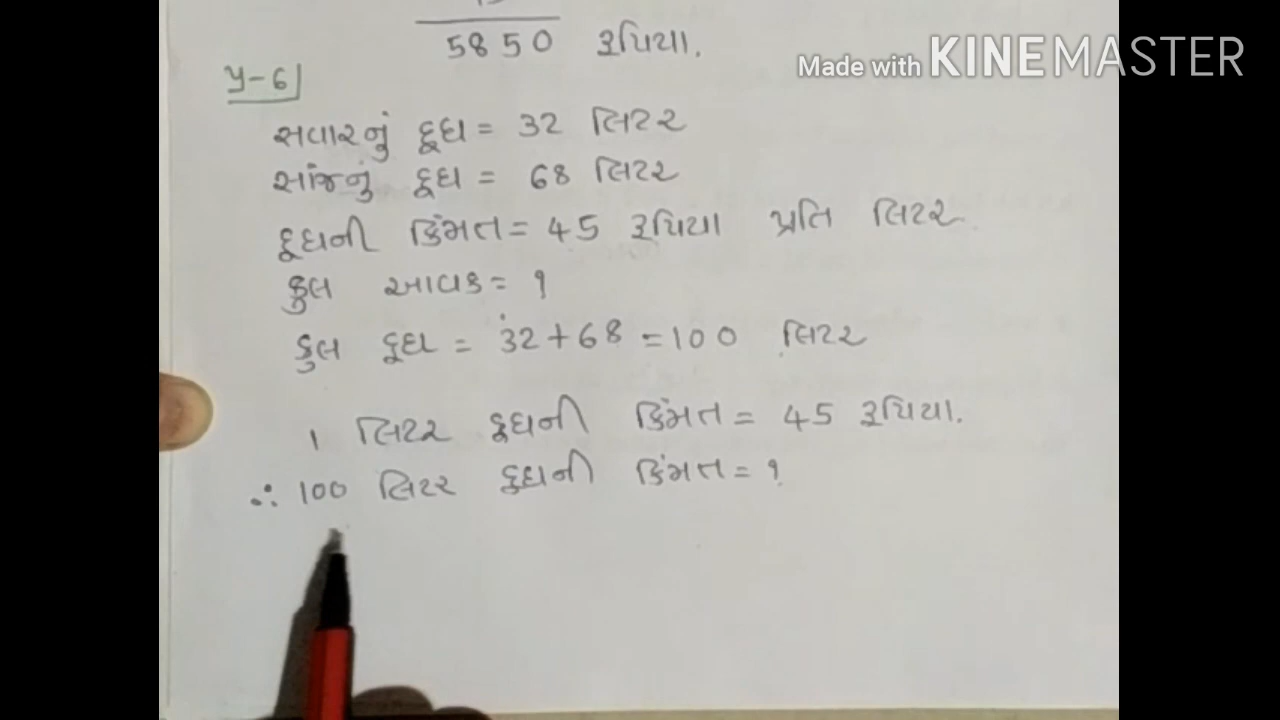 5850 રૂપિયા.
Made with KINEMASTER
પ્ર-6
સવારનું દૂધ = 32 લિટર
સાંજનું દૂધ = 68 લિટર
દૂધની કિંમત = 45 રૂપિયા પ્રતિ લિટર
કુલ આવક = ?
કુલ દૂધ = 32 + 68 = 100 લિટર
1 લિટર દૂધની કિંમત = 45 રૂપિયા.
∴ 100 લિટર દૂધની કિંમત = ?